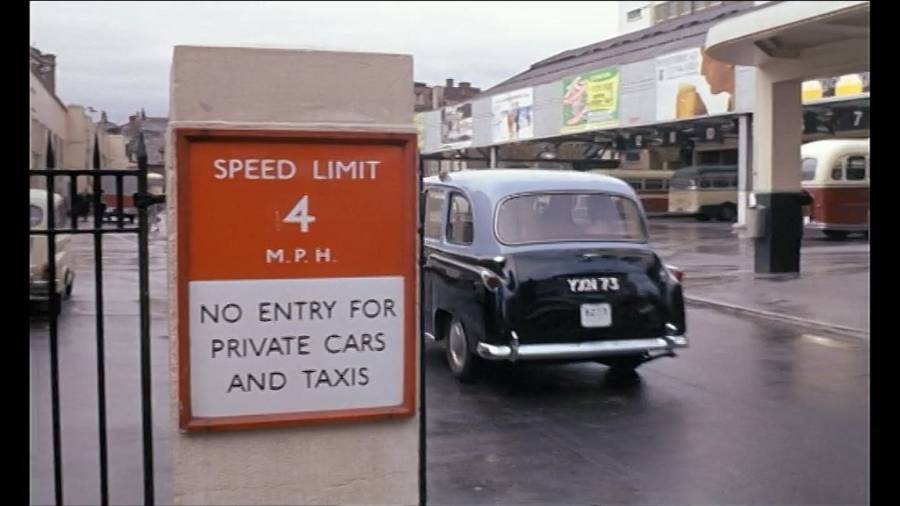 SPEED LIMIT
4
M.P.H.
NO ENTRY FOR
PRIVATE CARS
AND TAXIS
YXN 73
7